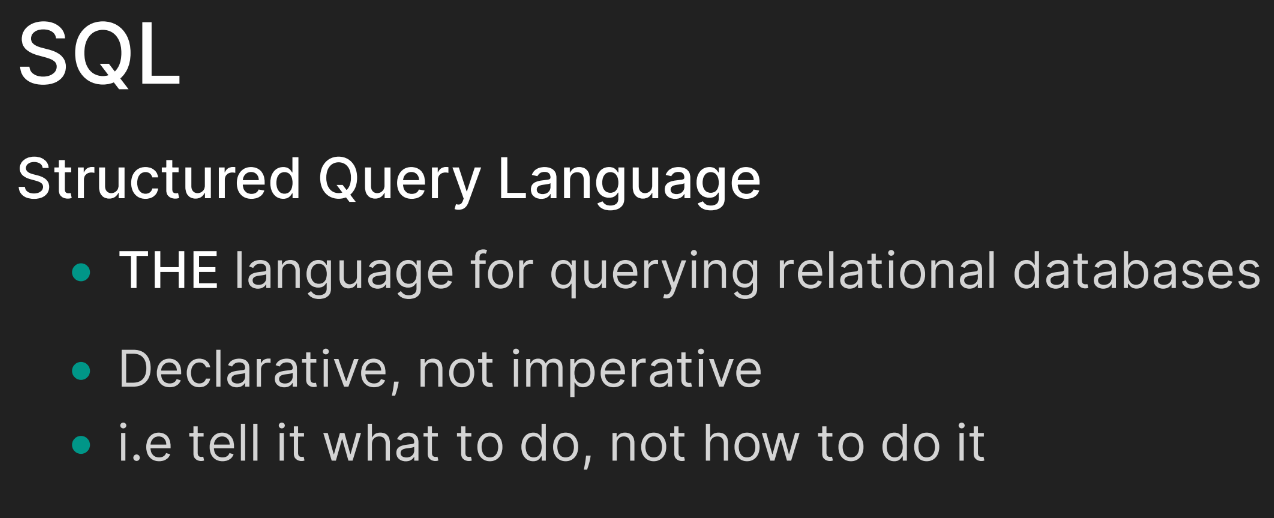 SQL
Structured Query Language
• THE language for querying relational databases
• Declarative, not imperative
• i.e tell it what to do, not how to do it